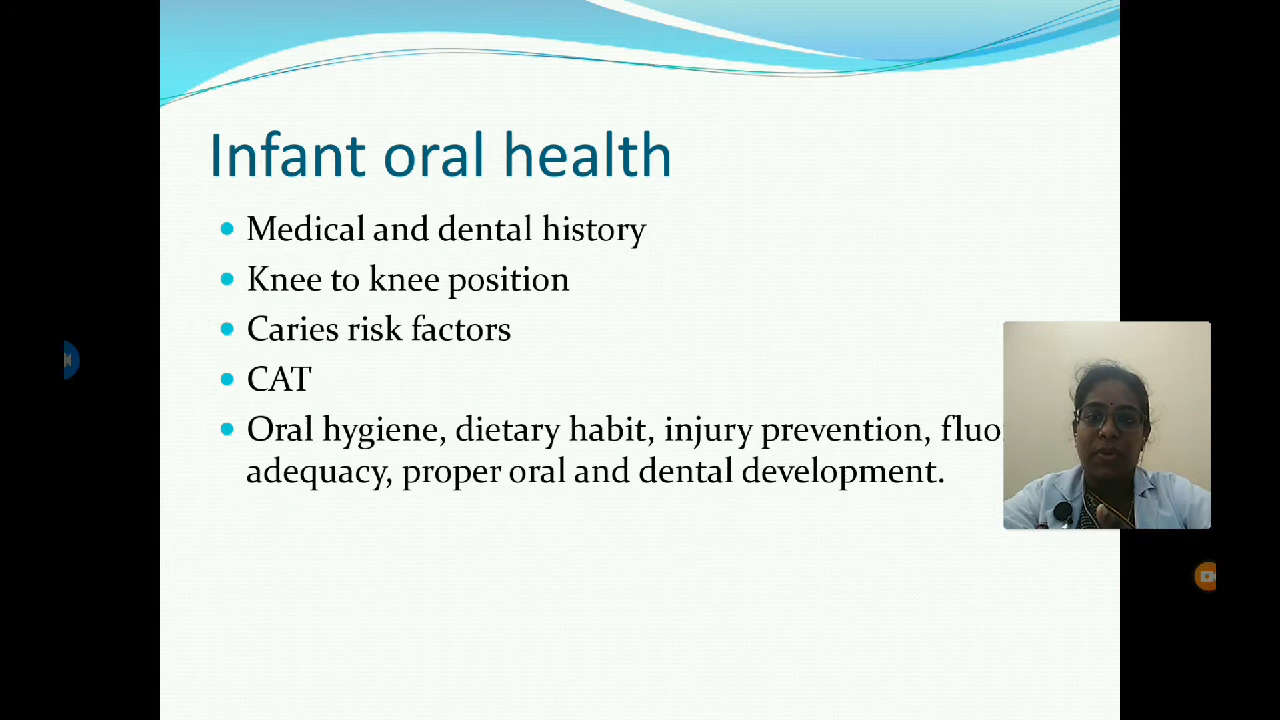 Infant oral health
Medical and dental history
Knee to knee position
Caries risk factors
CAT
Oral hygiene, dietary habit, injury prevention,
adequacy, proper oral and dental development.